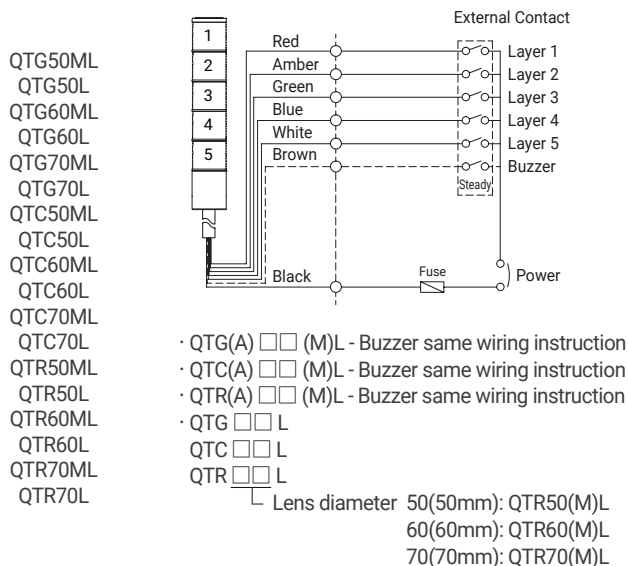 QTG50ML
QTG50L
QTG60ML
QTG60L
QTG70ML
QTG70L
QTC50ML
QTC50L
QTC60ML
QTC60L
QTC70ML
QTC70L
QTR50ML
QTR50L
QTR60ML
QTR60L
QTR70ML
QTR70L
External Contact
1
2
3
4
5
Red
Amber
Green
Blue
White
Brown
Black
Layer 1
Layer 2
Layer 3
Layer 4
Layer 5
Buzzer
Steady
Fuse
Power
· QTG(A) □□ (M)L - Buzzer same wiring instruction
· QTC(A) □□ (M)L - Buzzer same wiring instruction
· QTR(A) □□ (M)L - Buzzer same wiring instruction
· QTG □□ L
QTC □□ L
QTR □□ L
Lens diameter 50(50mm): QTR50(M)L
60(60mm): QTR60(M)L
70(70mm): QTR70(M)L